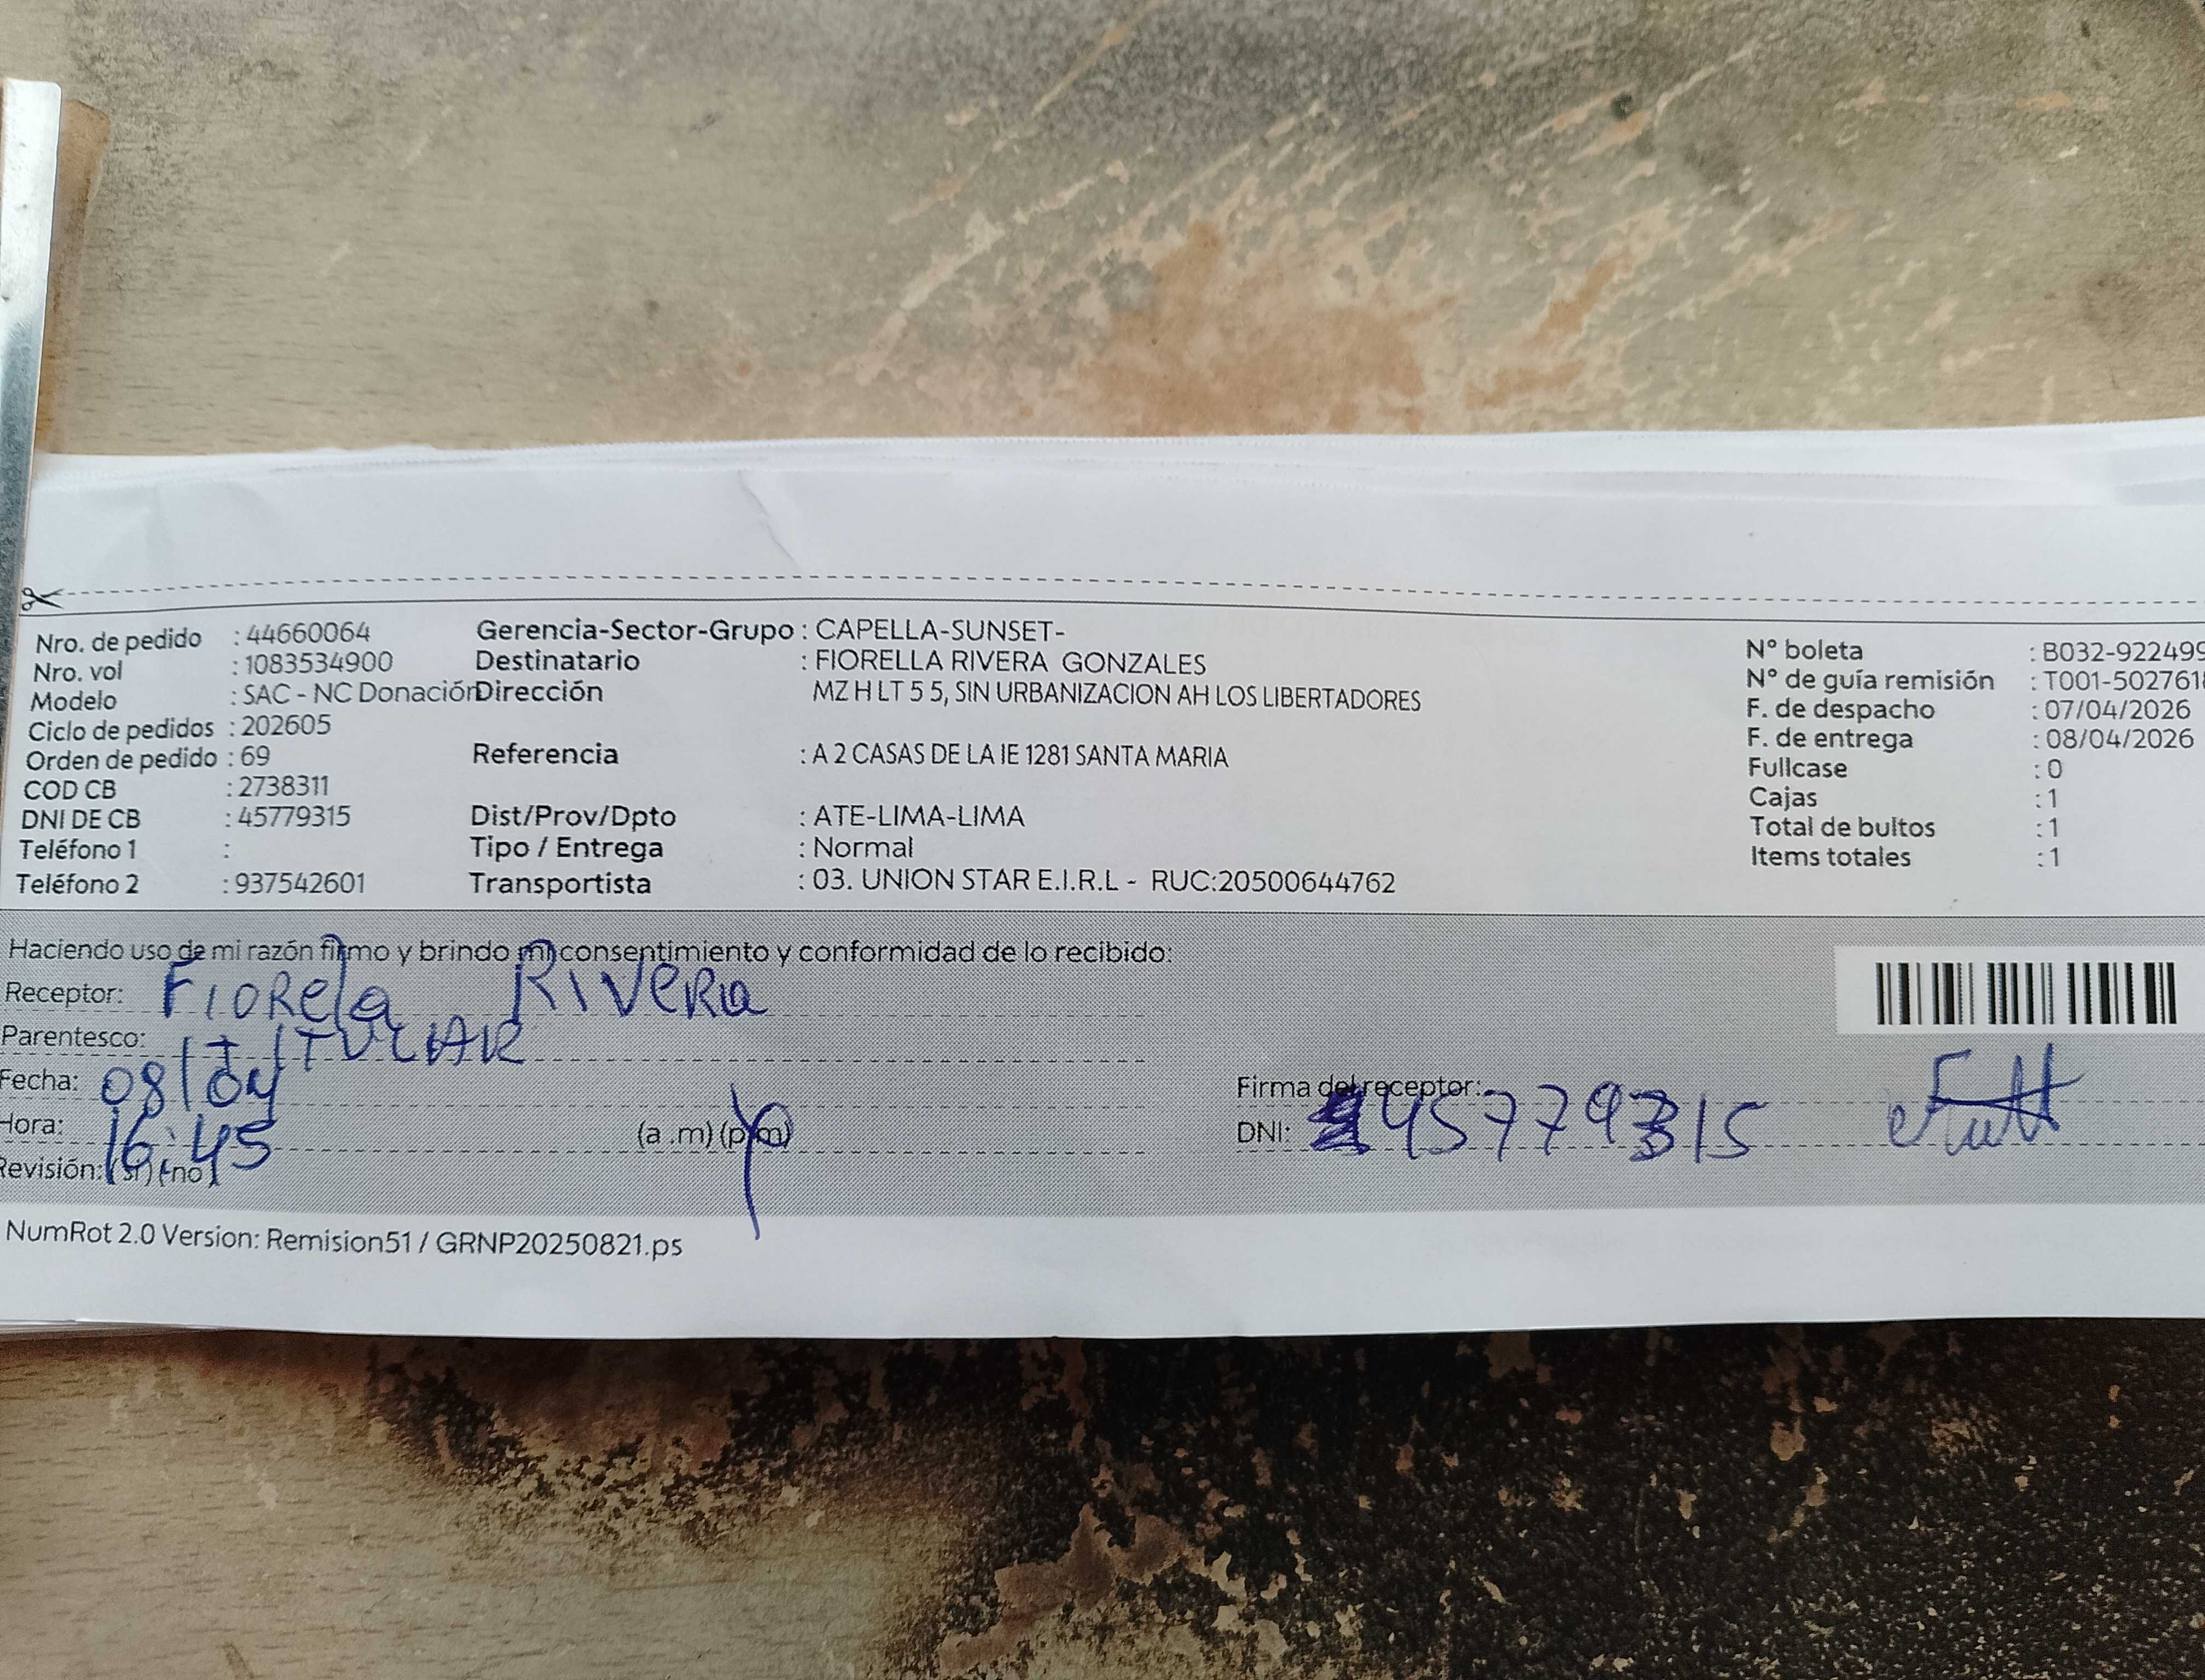 Nro. de pedido : 44660064 Gerencia-Sector-Grupo : CAPELLA-SUNSET-
Nro. vol : 1083534900 Destinatario : FIORELLA RIVERA GONZALES
Modelo : SAC - NC Donación Dirección MZ H LT 5 5, SIN URBANIZACION AH LOS LIBERTADORES
Ciclo de pedidos : 202605
Orden de pedido : 69 Referencia : A 2 CASAS DE LA IE 1281 SANTA MARIA
COD CB : 2738311
DNI DE CB : 45779315 Dist/Prov/Dpto : ATE-LIMA-LIMA
Teléfono 1 : Tipo / Entrega : Normal
Teléfono 2 : 937542601 Transportista : 03. UNION STAR E.I.R.L - RUC:20500644762
N° boleta : B032-922499
N° de guía remisión : T001-5027618
F. de despacho : 07/04/2026
F. de entrega : 08/04/2026
Fullcase : 0
Cajas : 1
Total de bultos : 1
Items totales : 1
Haciendo uso de mi razón firmo y brindo mi consentimiento y conformidad de lo recibido:
Receptor: FIORela RIVeRa
Parentesco: TITULAR
Fecha: 08/04
Hora: 16:45 (a .m) (p.m)
Revisión: (si) (no)
Firma del receptor:
DNI: 45779315
NumRot 2.0 Version: Remision51 / GRNP20250821.ps